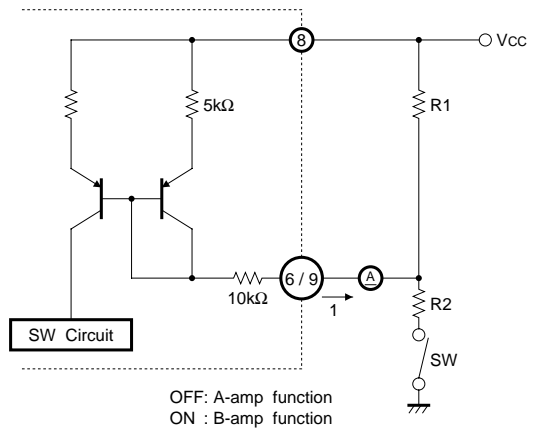 8
VCC
5kΩ
R1
6 / 9
A
10kΩ
1
R2
SW Circuit
SW
OFF: A-amp function
ON : B-amp function